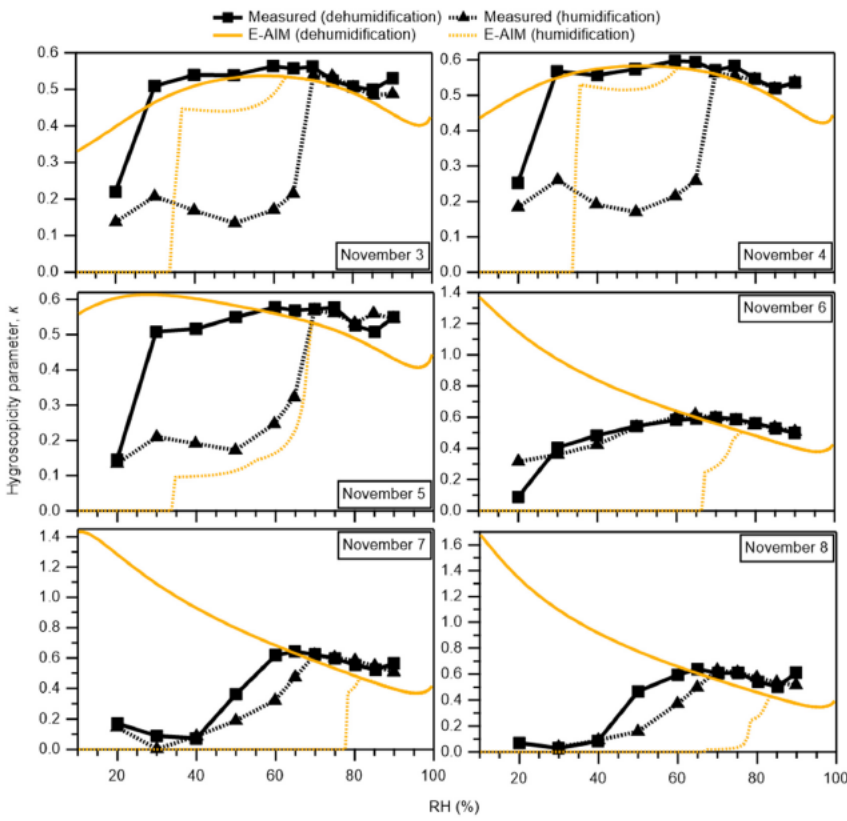 Measured (dehumidification) Measured (humidification)
E-AIM (dehumidification) E-AIM (humidification)
0.6 0.5 0.4 0.3 0.2 0.1 0.0
November 3
0.6 0.5 0.4 0.3 0.2 0.1 0.0
November 4
Hygroscopicity parameter, κ
0.6 0.5 0.4 0.3 0.2 0.1 0.0
November 5
1.4 1.2 1.0 0.8 0.6 0.4 0.2 0.0
November 6
1.4 1.2 1.0 0.8 0.6 0.4 0.2 0.0
November 7
1.6 1.4 1.2 1.0 0.8 0.6 0.4 0.2 0.0
November 8
20 40 60 80 100
20 40 60 80 100
RH (%)